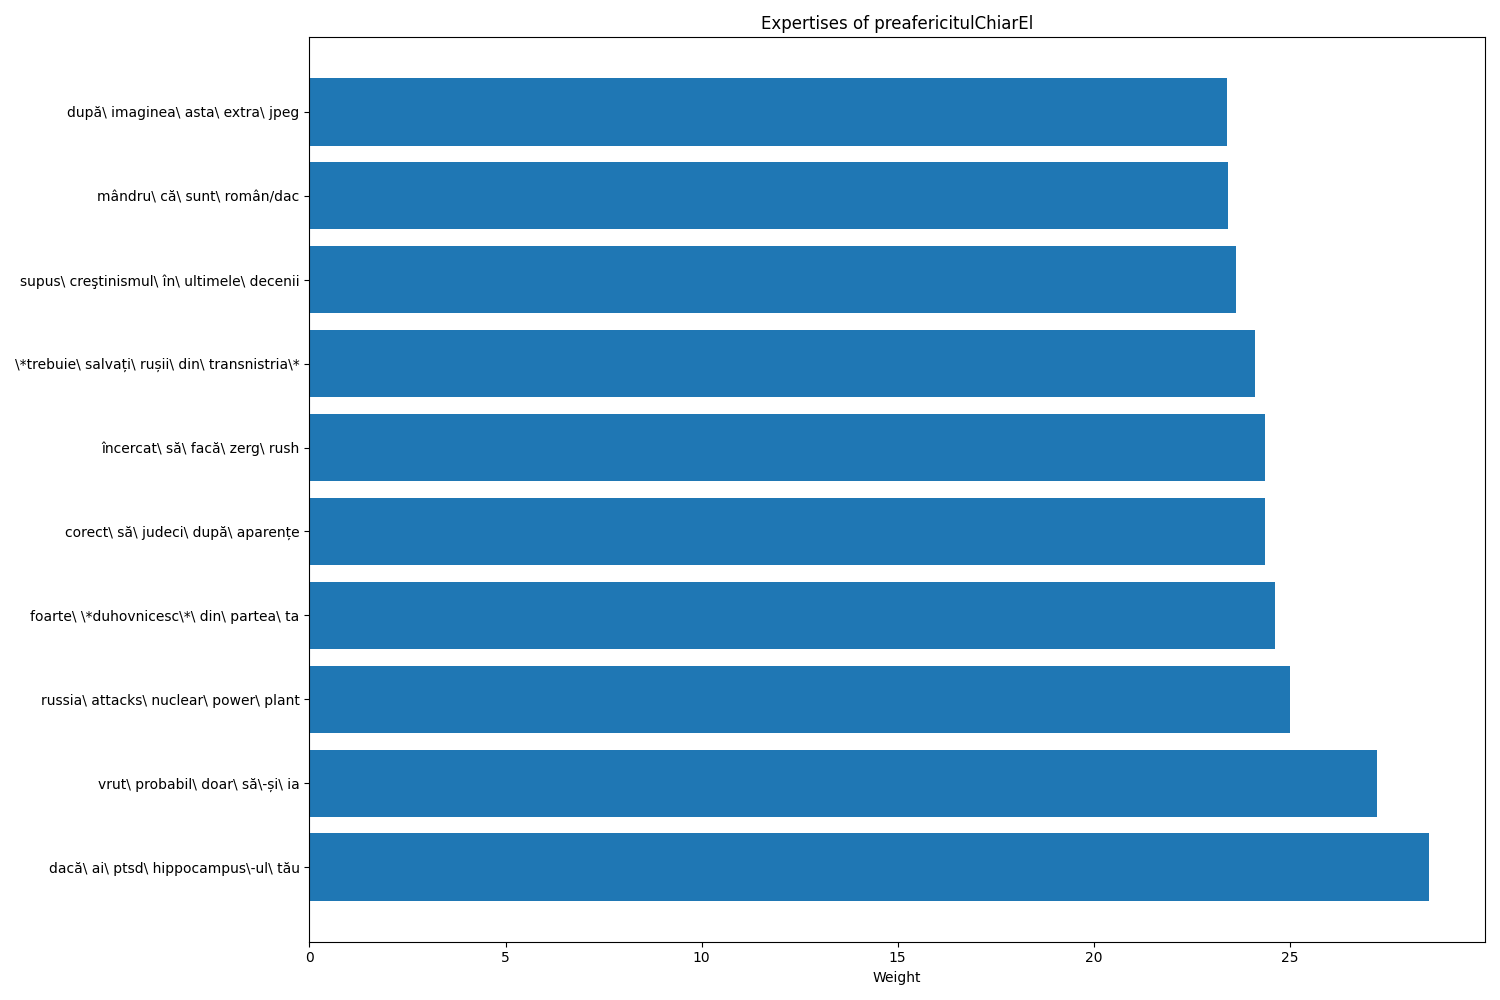 Expertises of preafericitulChiarEl
după\ imaginea\ asta\ extra\ jpeg
mândru\ că\ sunt\ român/dac
supus\ creştinismul\ în\ ultimele\ decenii
\*trebuie\ salvați\ rușii\ din\ transnistria\*
încercat\ să\ facă\ zerg\ rush
corect\ să\ judeci\ după\ aparențe
foarte\ \*duhovnicesc\*\ din\ partea\ ta
russia\ attacks\ nuclear\ power\ plant
vrut\ probabil\ doar\ să\-și\ ia
dacă\ ai\ ptsd\ hippocampus\-ul\ tău
0 5 10 15 20 25
Weight